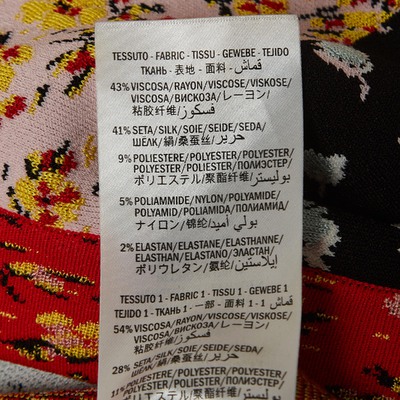 TESSUTO - FABRIC - TISSU - GEWEBE - TEJIDO
ТКАНЬ - 表地 - 面料 - قماش
43% VISCOSA/RAYON/VISCOSE/VISKOSE/
VISCOSA/ВИСКОЗА/レーヨン/
粘胶纤维/فسكوز
41% SETA/SILK/SOIE/SEIDE/SEDA/
ШЕЛК/絹/桑蚕丝/حرير
9% POLIESTERE/POLYESTER/POLYESTER/
POLYESTER/POLIESTER/ПОЛИЭСТЕР/
ポリエステル/聚酯纤维/بوليستر
5% POLIAMMIDE/NYLON/POLYAMIDE/
POLYAMID/POLIAMIDA/ПОЛИАМИД/
ナイロン/锦纶/بولي أميد
2% ELASTAN/ELASTANE/ELASTHANNE/
ELASTHAN/ELASTANO/ЭЛАСТАН/
ポリウレタン/氨纶/إيلاستين
TESSUTO 1 - FABRIC 1 - TISSU 1 - GEWEBE 1
TEJIDO 1 - ТКАНЬ 1 - 一部 - 面料 1 - قماش 1
54% VISCOSA/RAYON/VISCOSE/VISKOSE/
VISCOSA/ВИСКОЗА/レーヨン/
粘胶纤维/فسكوز
28% SETA/SILK/SOIE/SEIDE/SEDA/
ШЕЛК/絹/桑蚕丝/حرير
POLIESTERE/POLYESTER/POLYESTER/
POLYESTER/POLIESTER/ПОЛИЭСТЕР/
ポリエステル/聚酯纤维/بوليستر